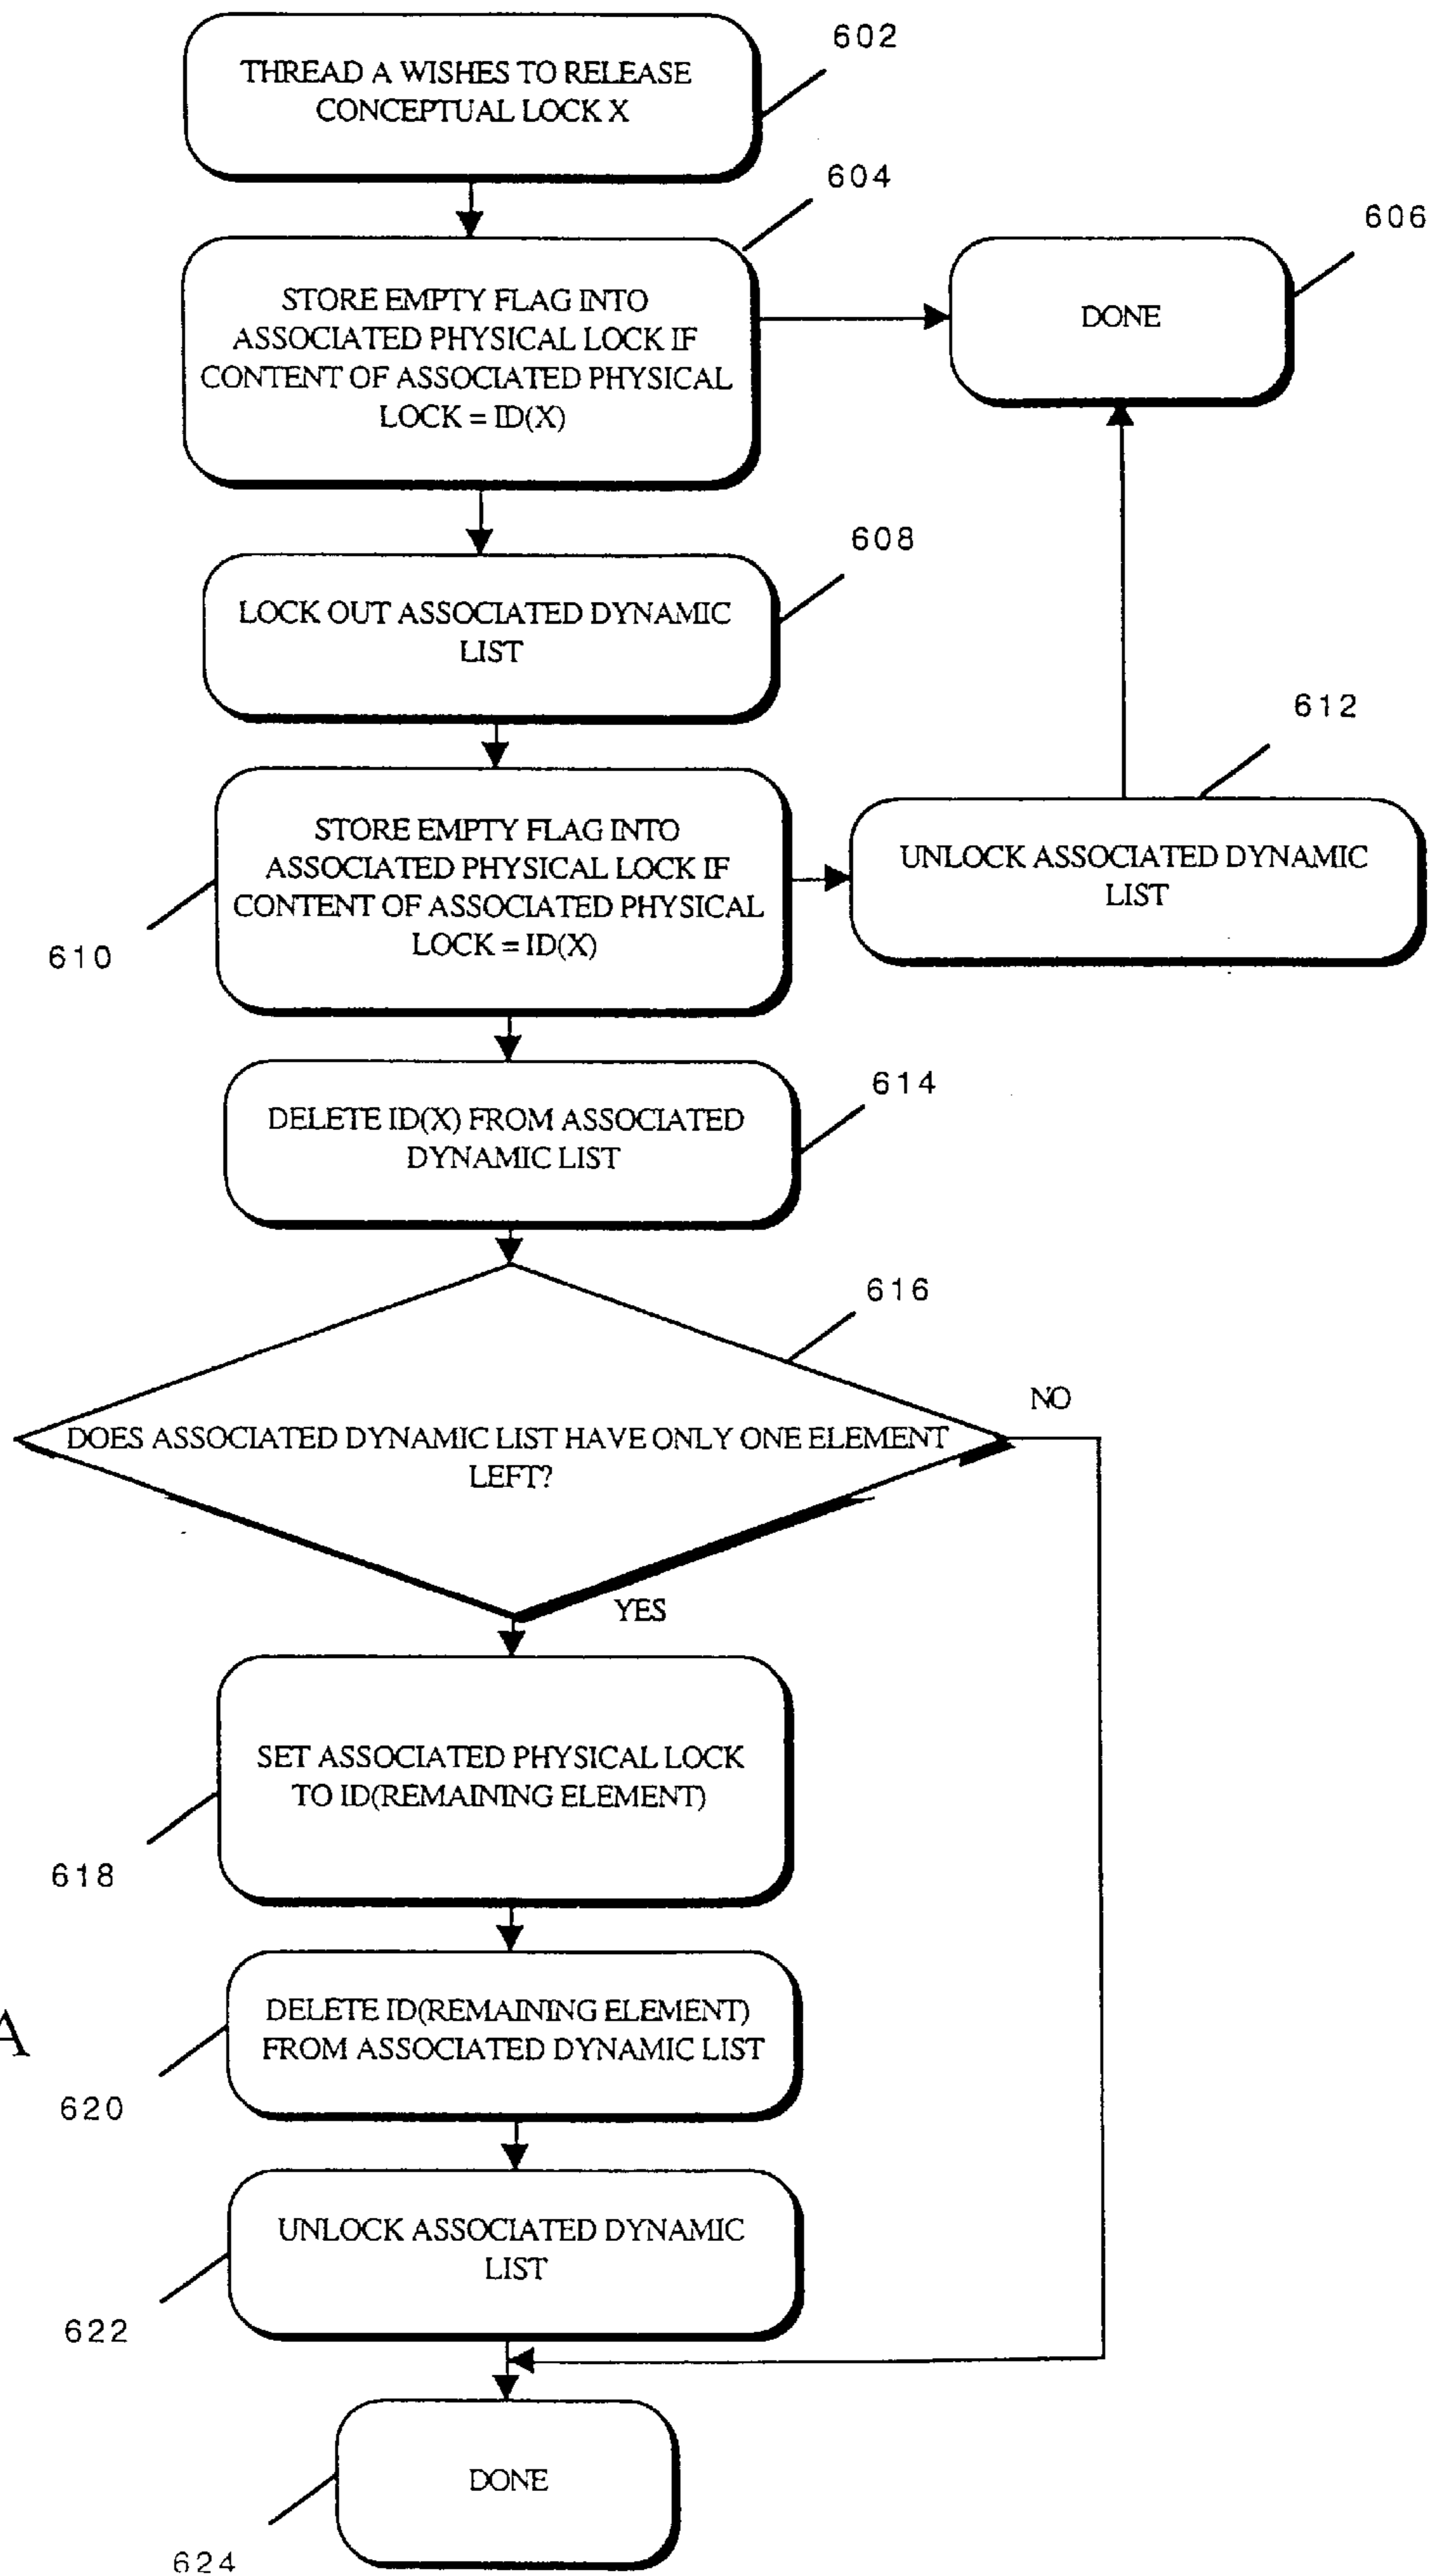 602
THREAD A WISHES TO RELEASE
CONCEPTUAL LOCK X
604
606
STORE EMPTY FLAG INTO
ASSOCIATED PHYSICAL LOCK IF
CONTENT OF ASSOCIATED PHYSICAL
LOCK = ID(X)
DONE
608
LOCK OUT ASSOCIATED DYNAMIC
LIST
612
STORE EMPTY FLAG INTO
ASSOCIATED PHYSICAL LOCK IF
CONTENT OF ASSOCIATED PHYSICAL
LOCK = ID(X)
610
UNLOCK ASSOCIATED DYNAMIC
LIST
614
DELETE ID(X) FROM ASSOCIATED
DYNAMIC LIST
616
NO
DOES ASSOCIATED DYNAMIC LIST HAVE ONLY ONE ELEMENT
LEFT?
YES
SET ASSOCIATED PHYSICAL LOCK
TO ID(REMAINING ELEMENT)
618
A
DELETE ID(REMAINING ELEMENT)
FROM ASSOCIATED DYNAMIC LIST
620
UNLOCK ASSOCIATED DYNAMIC
LIST
622
DONE
624